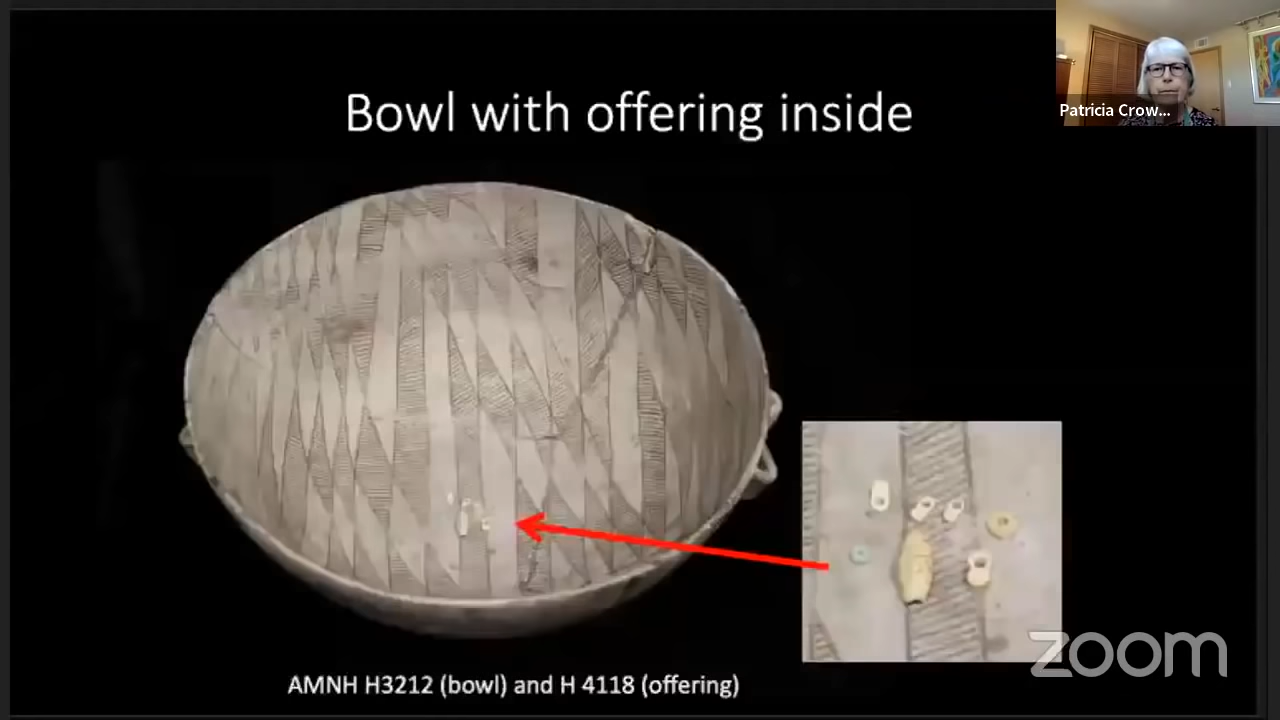 Bowl with offering inside
Patricia Crow...
zoom
AMNH H3212 (bowl) and H 4118 (offering)